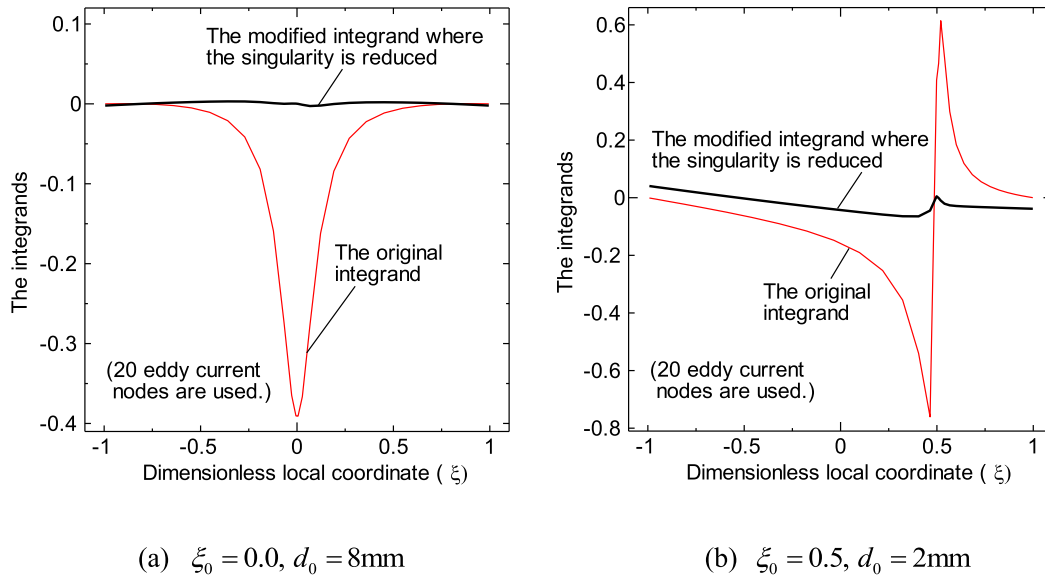 0.1
0
-0.1
-0.2
-0.3
-0.4
The integrands
The modified integrand where
the singularity is reduced
The original
integrand
(20 eddy current
nodes are used.)
-1
-0.5
0
0.5
1
Dimensionless local coordinate ( ξ)
(a) ξ₀ = 0.0, d₀ = 8mm
0.6
0.4
0.2
0
-0.2
-0.4
-0.6
-0.8
The integrands
The modified integrand where
the singularity is reduced
The original
integrand
(20 eddy current
nodes are used.)
-1
-0.5
0
0.5
1
Dimensionless local coordinate ( ξ)
(b) ξ₀ = 0.5, d₀ = 2mm